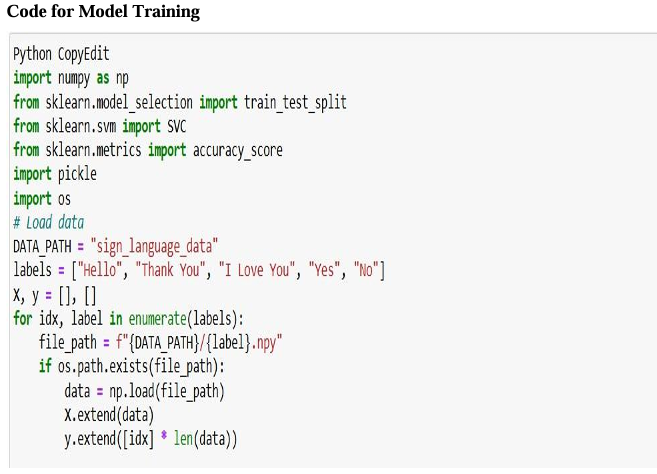 Code for Model Training
Python CopyEdit
import numpy as np
from sklearn.model_selection import train_test_split
from sklearn.svm import SVC
from sklearn.metrics import accuracy_score
import pickle
import os
# Load data
DATA_PATH = "sign_language_data"
labels = ["Hello", "Thank You", "I Love You", "Yes", "No"]
X, y = [], []
for idx, label in enumerate(labels):
    file_path = f"{DATA_PATH}/{label}.npy"
    if os.path.exists(file_path):
        data = np.load(file_path)
        X.extend(data)
        y.extend([idx] * len(data))